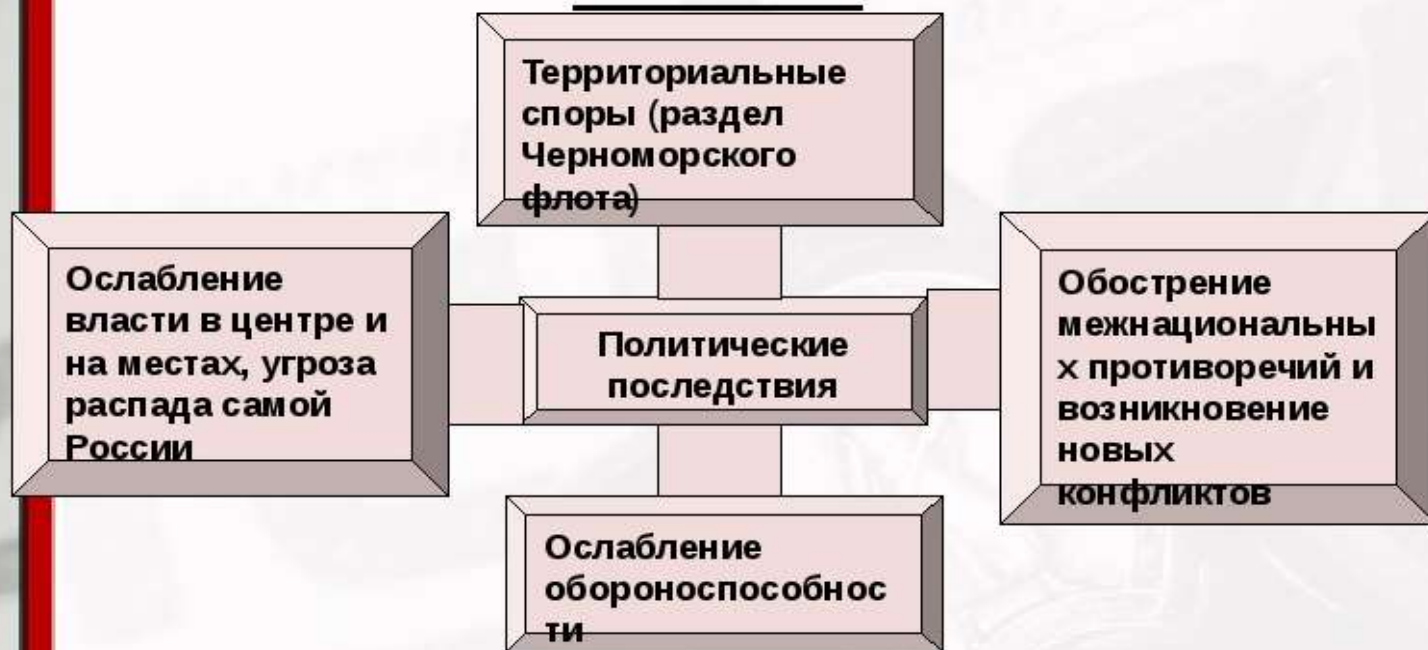 Территориальные
споры (раздел
Черноморского
флота)
Ослабление
власти в центре и
на местах, угроза
распада самой
России
Политические
последствия
Обострение
межнациональны
х противоречий и
возникновение
новых
конфликтов
Ослабление
обороноспособнос
ти